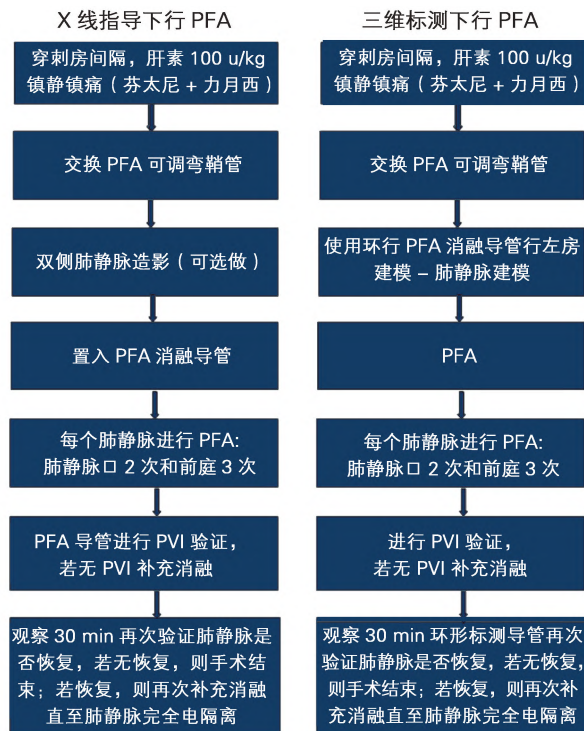 X 线指导下行 PFA
穿刺房间隔，肝素 100 u/kg
镇静镇痛（芬太尼 + 力月西）
交换 PFA 可调弯鞘管
双侧肺静脉造影（可选做）
置入 PFA 消融导管
每个肺静脉进行 PFA:
肺静脉口 2 次和前庭 3 次
PFA 导管进行 PVI 验证，
若无 PVI 补充消融
观察 30 min 再次验证肺静脉是
否恢复，若无恢复，则手术结
束；若恢复，则再次补充消融
直至肺静脉完全电隔离
三维标测下行 PFA
穿刺房间隔，肝素 100 u/kg
镇静镇痛（芬太尼 + 力月西）
交换 PFA 可调弯鞘管
使用环行 PFA 消融导管行左房
建模 – 肺静脉建模
PFA
每个肺静脉进行 PFA:
肺静脉口 2 次和前庭 3 次
进行 PVI 验证，
若无 PVI 补充消融
观察 30 min 环形标测导管再次
验证肺静脉是否恢复，若无恢复，
则手术结束；若恢复，则再次补
充消融直至肺静脉完全电隔离